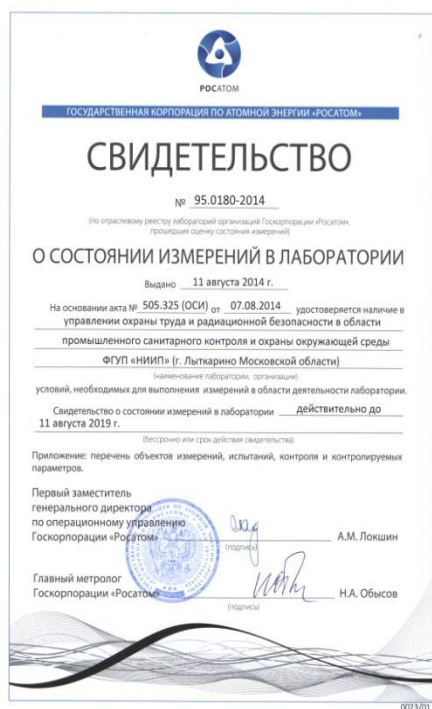 РОСАТОМ
ГОСУДАРСТВЕННАЯ КОРПОРАЦИЯ ПО АТОМНОЙ ЭНЕРГИИ «РОСАТОМ»
СВИДЕТЕЛЬСТВО
№ 95.0180-2014
(по отраслевому реестру лабораторий организаций Госкорпорации «Росатом»,
прошедших оценку состояния измерений)
О СОСТОЯНИИ ИЗМЕРЕНИЙ В ЛАБОРАТОРИИ
Выдано 11 августа 2014 г.
На основании акта № 505.325 (ОСИ) от 07.08.2014 удостоверяется наличие в
управлении охраны труда и радиационной безопасности в области
промышленного санитарного контроля и охраны окружающей среды
ФГУП «НИИП» (г. Лыткарино Московской области)
(наименование лаборатории, организации)
условий, необходимых для выполнения измерений в области деятельности лаборатории.
Свидетельство о состоянии измерений в лаборатории действительно до
11 августа 2019 г.
(бессрочно или срок действия свидетельства)
Приложение: перечень объектов измерений, испытаний, контроля и контролируемых
параметров.
Первый заместитель
генерального директора
по операционному управлению
Госкорпорации «Росатом»
(подпись)
А.М. Локшин
Главный метролог
Госкорпорации «Росатом»
(подпись)
Н.А. Обысов
0023/01